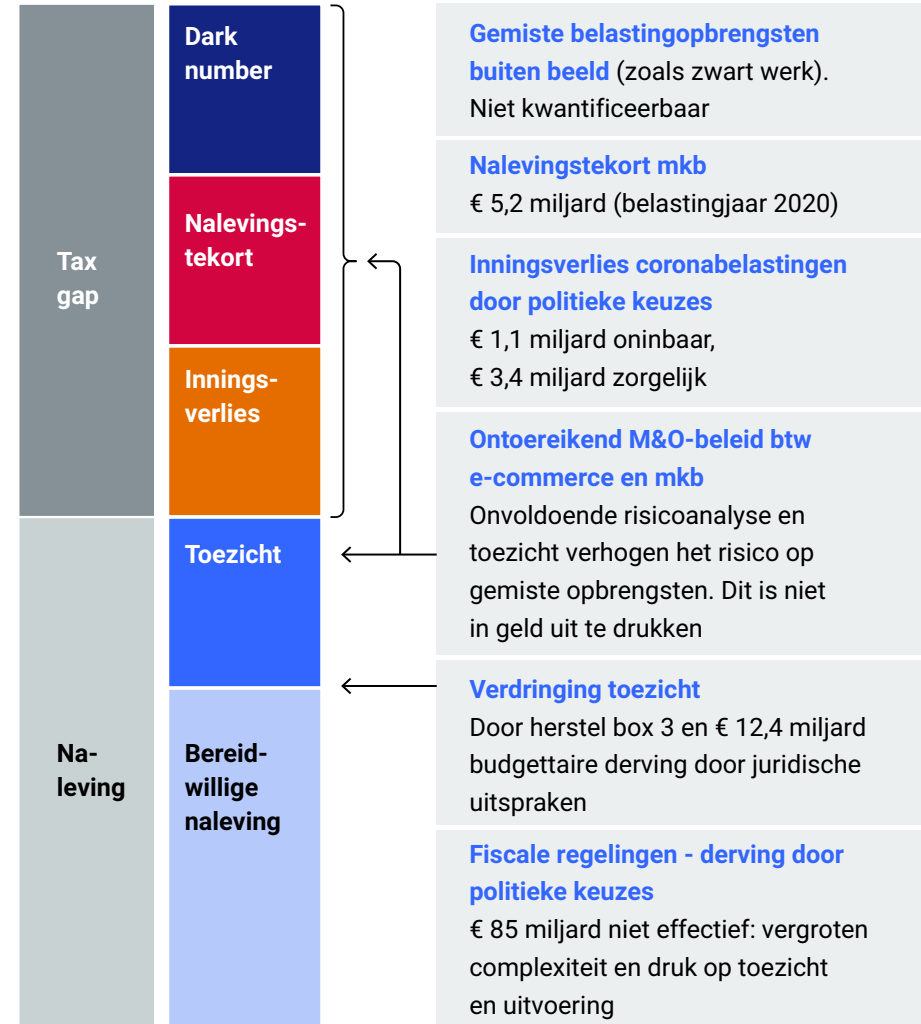 Tax
gap
Na-
leving
Dark
number
Nalevings-
tekort
Innings-
verlies
Toezicht
Bereid-
willige
naleving
Gemiste belastingopbrengsten
buiten beeld (zoals zwart werk).
Niet kwantificeerbaar
Nalevingstekort mkb
€ 5,2 miljard (belastingjaar 2020)
Inningsverlies coronabelastingen
door politieke keuzes
€ 1,1 miljard oninbaar,
€ 3,4 miljard zorgelijk
Ontoereikend M&O-beleid btw
e-commerce en mkb
Onvoldoende risicoanalyse en
toezicht verhogen het risico op
gemiste opbrengsten. Dit is niet
in geld uit te drukken
Verdringing toezicht
Door herstel box 3 en € 12,4 miljard
budgettaire derving door juridische
uitspraken
Fiscale regelingen - derving door
politieke keuzes
€ 85 miljard niet effectief: vergroten
complexiteit en druk op toezicht
en uitvoering